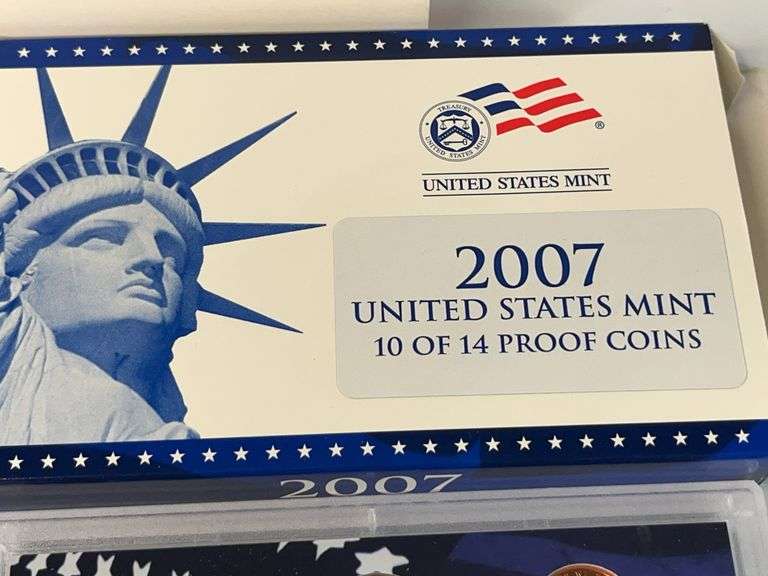 TREASURY
UNITED STATES MINT
®
UNITED STATES MINT
2007
UNITED STATES MINT
10 OF 14 PROOF COINS
2007